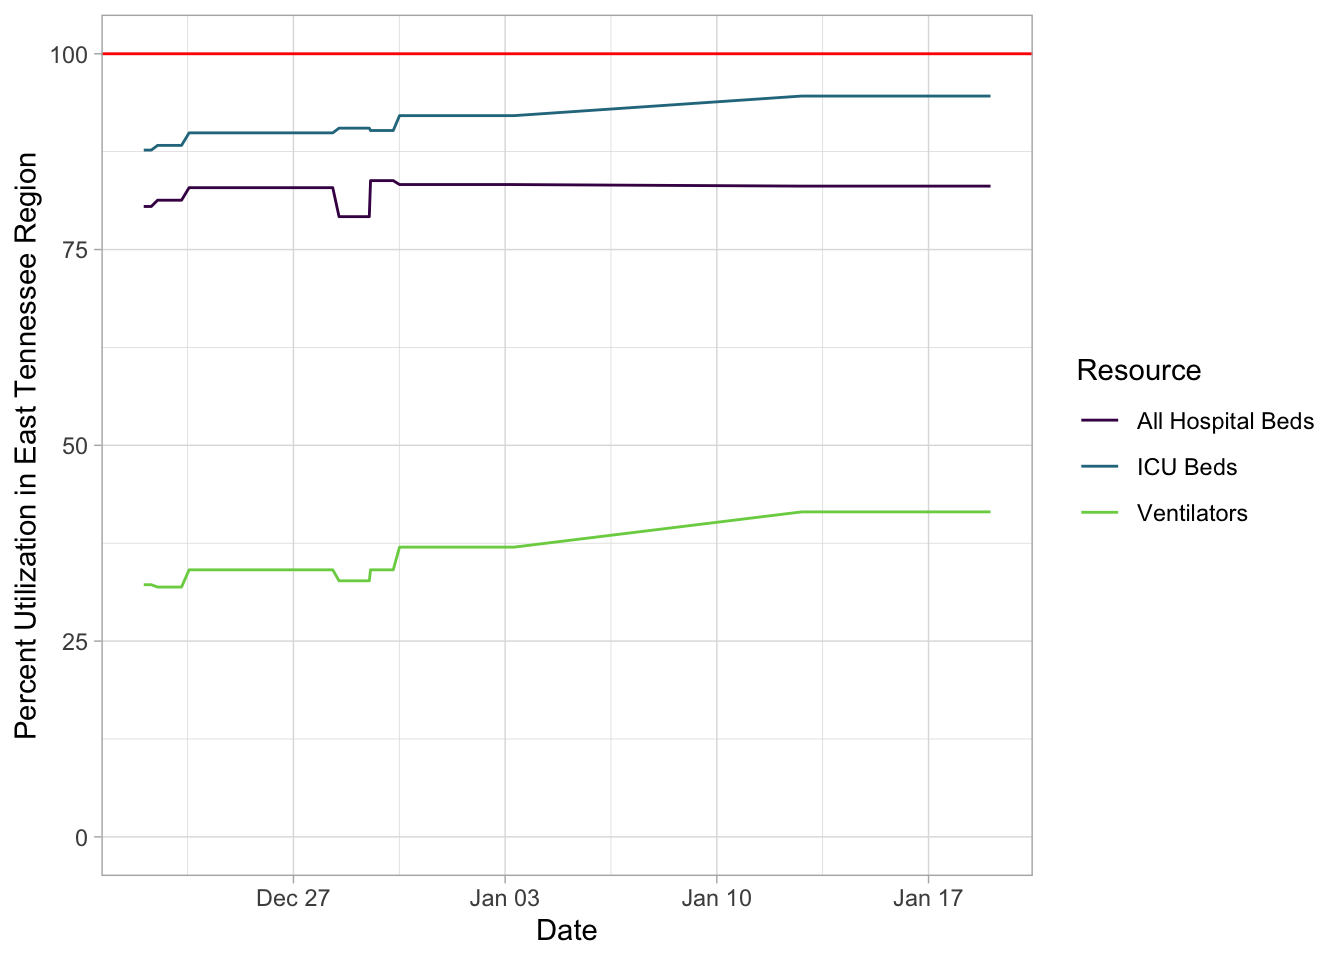 Percent Utilization in East Tennessee Region
100
75
50
25
0
Dec 27
Jan 03
Jan 10
Jan 17
Date
Resource
All Hospital Beds
ICU Beds
Ventilators